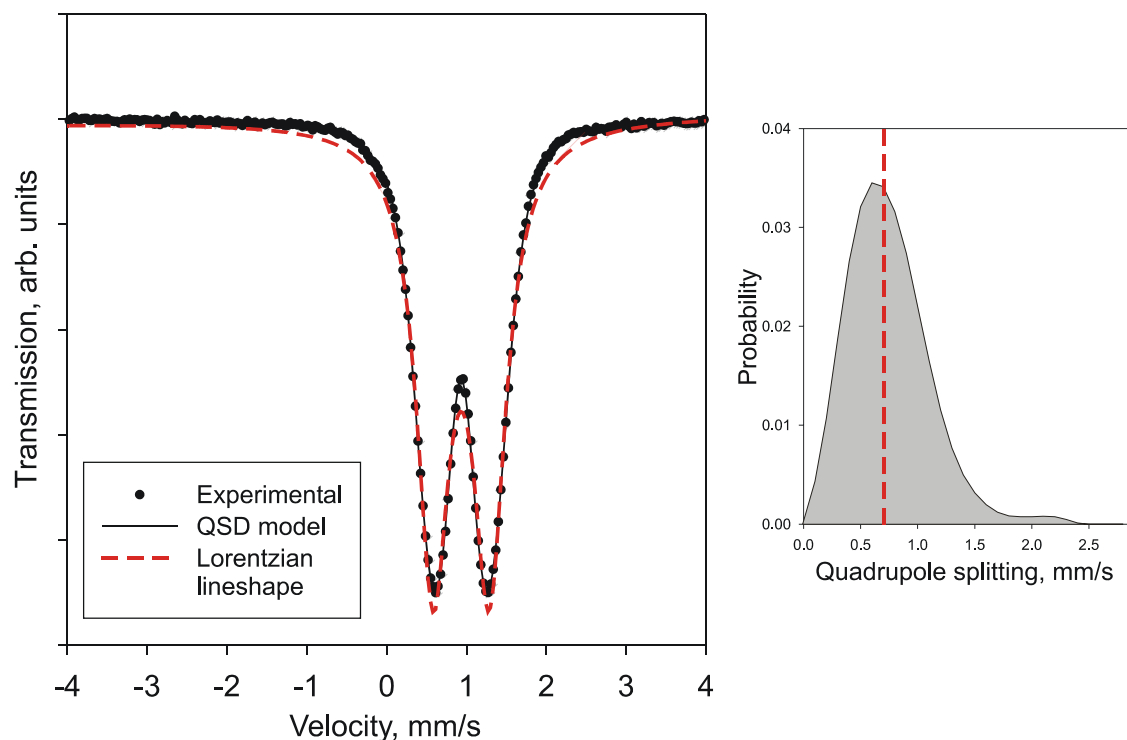 Transmission, arb. units
Experimental
QSD model
Lorentzian
lineshape
-4 -3 -2 -1 0 1 2 3 4
Velocity, mm/s
Probability
0.04
0.03
0.02
0.01
0.00
0.0 0.5 1.0 1.5 2.0 2.5
Quadrupole splitting, mm/s